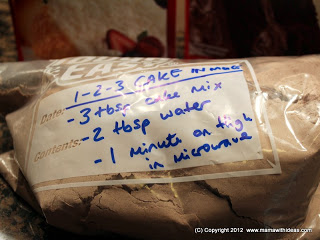 1-2-3 CAKE IN MUG
Date:
- 3 tbsp cake mix
- 2 tbsp water
Contents:
- 1 minute on high
in microwave
(C) Copyright 2012 www.mamawithideas.com